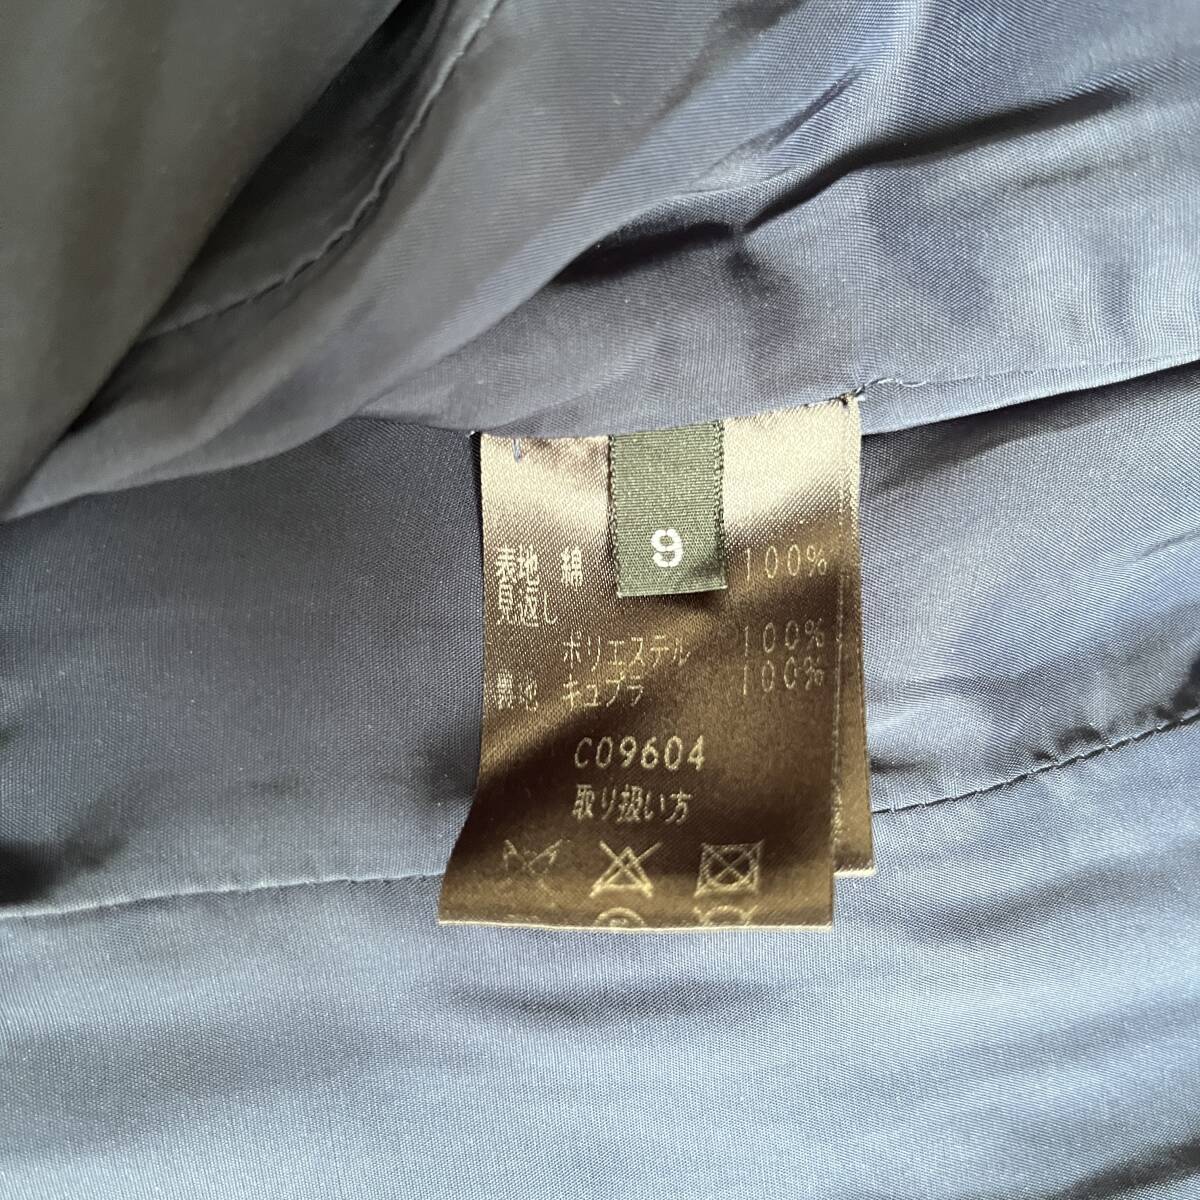 9
表地 綿 100%
見返し
ポリエステル 100%
裏地 キュプラ 100%
C09604
取り扱い方